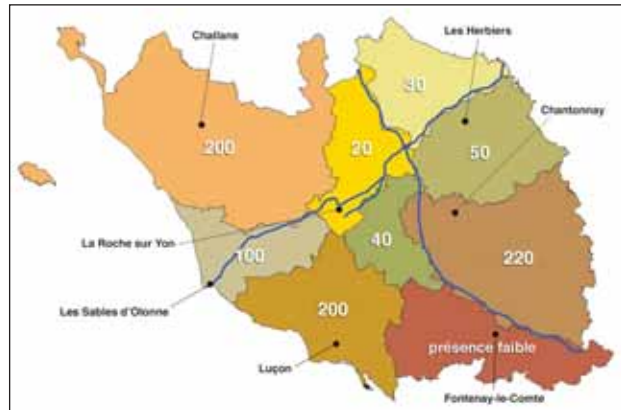 Challans
Les Herbiers
30
Chantonnay
200
20
50
La Roche sur Yon
100
40
220
Les Sables d'Olonne
200
Luçon
présence faible
Fontenay-le-Comte